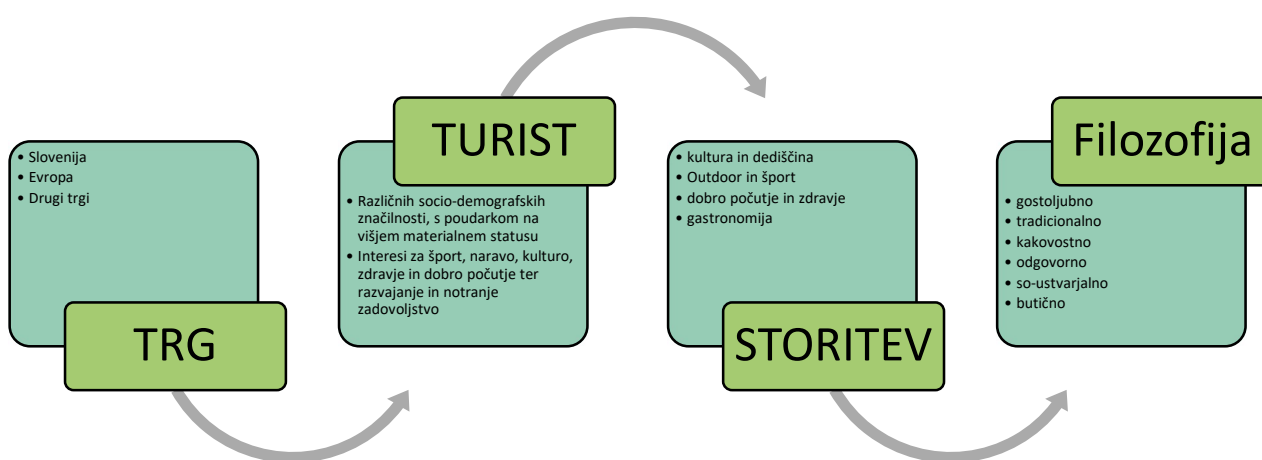 • Slovenija
• Evropa
• Drugi trgi
TRG
TURIST
• Različnih socio-demografskih
značilnosti, s poudarkom na
višjem materialnem statusu
• Interesi za šport, naravo, kulturo,
zdravje in dobro počutje ter
razvajanje in notranje
zadovoljstvo
• kultura in dediščina
• Outdoor in šport
• dobro počutje in zdravje
• gastronomija
STORITEV
Filozofija
• gostoljubno
• tradicionalno
• kakovostno
• odgovorno
• so-ustvarjalno
• butično